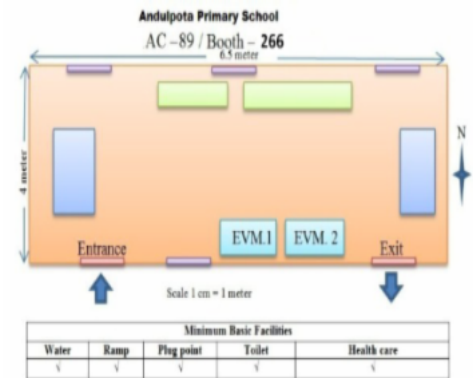 Andulpota Primary School
AC –89 / Booth – 266
6.5 meter
4 meter
N
EVM.1 EVM. 2
Entrance Exit
Scale 1 cm = 1 meter
Minimum Basic Facilities
Water Ramp Plug point Toilet Health care
√ √ √ √ √